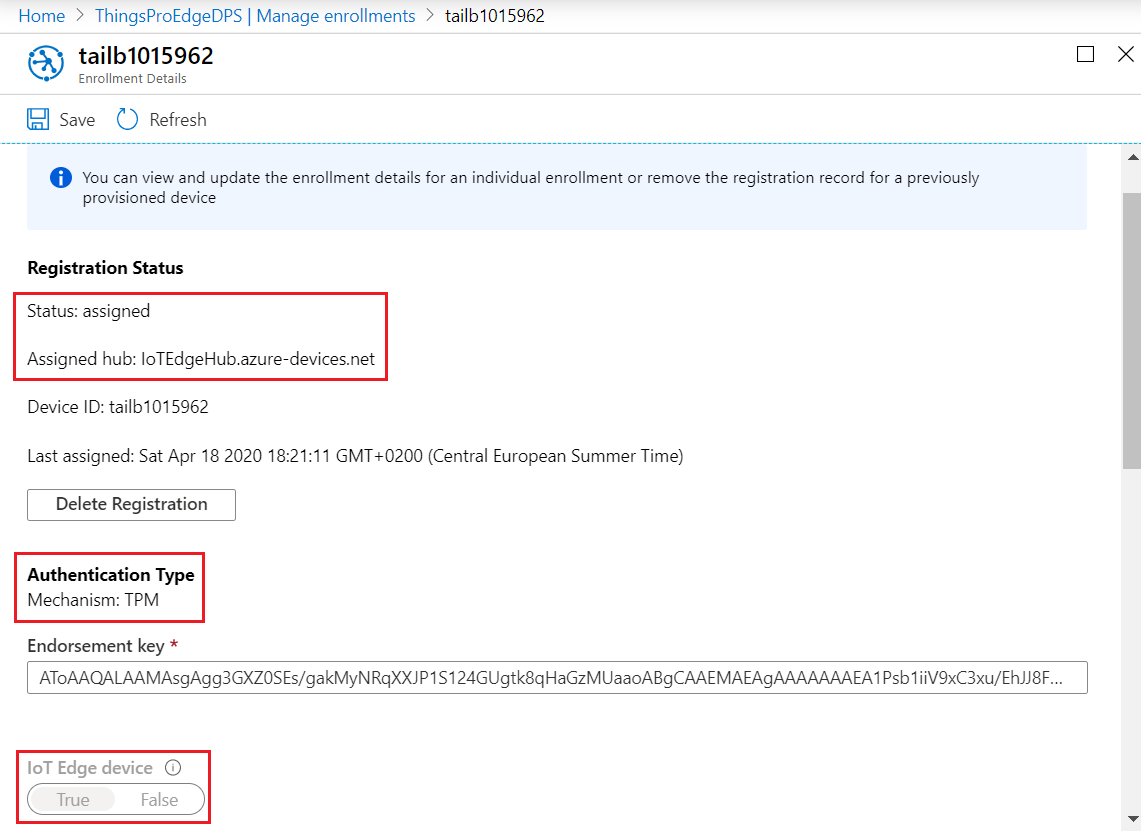 Home > ThingsProEdgeDPS | Manage enrollments > tailb1015962
tailb1015962
Enrollment Details
Save Refresh
You can view and update the enrollment details for an individual enrollment or remove the registration record for a previously
provisioned device
Registration Status
Status: assigned
Assigned hub: IoTEdgeHub.azure-devices.net
Device ID: tailb1015962
Last assigned: Sat Apr 18 2020 18:21:11 GMT+0200 (Central European Summer Time)
Delete Registration
Authentication Type
Mechanism: TPM
Endorsement key *
AToAAQALAAMAsgAgg3GXZ0SEs/gakMyNRqXXJP1S124GUgtk8qHaGzMUaaoABgCAAEMAEAgAAAAAAAEA1Psb1iiV9xC3xu/EhJJ8F...
IoT Edge device
True False